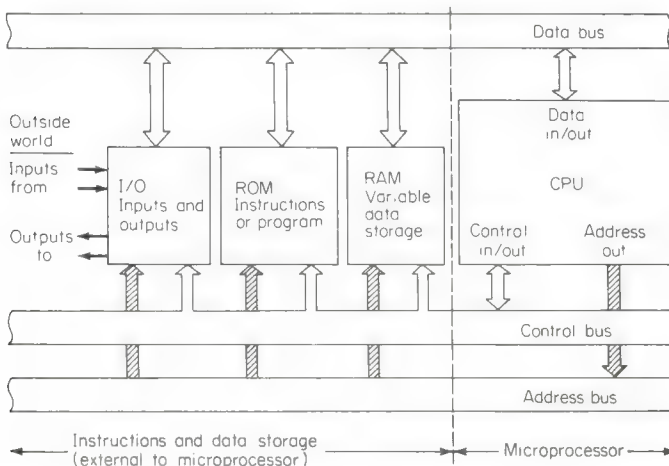 Data bus
Outside
world
Inputs
from
Outputs
to
I/O
Inputs and
outputs
ROM
Instructions
or program
RAM
Variable
data
storage
Data
in/out
CPU
Control
in/out
Address
out
Control bus
Address bus
Instructions and data storage
(external to microprocessor)
Microprocessor